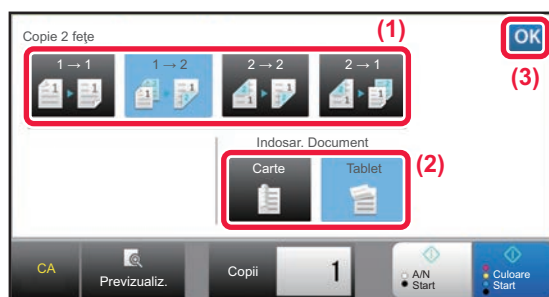 Copie 2 feţe
(1)
OK
(3)
1 → 1
1 → 2
2 → 2
2 → 1
Indosar. Document
Carte
Tablet
(2)
CA
Previzualiz.
Copii
1
A/N
Start
Culoare
Start